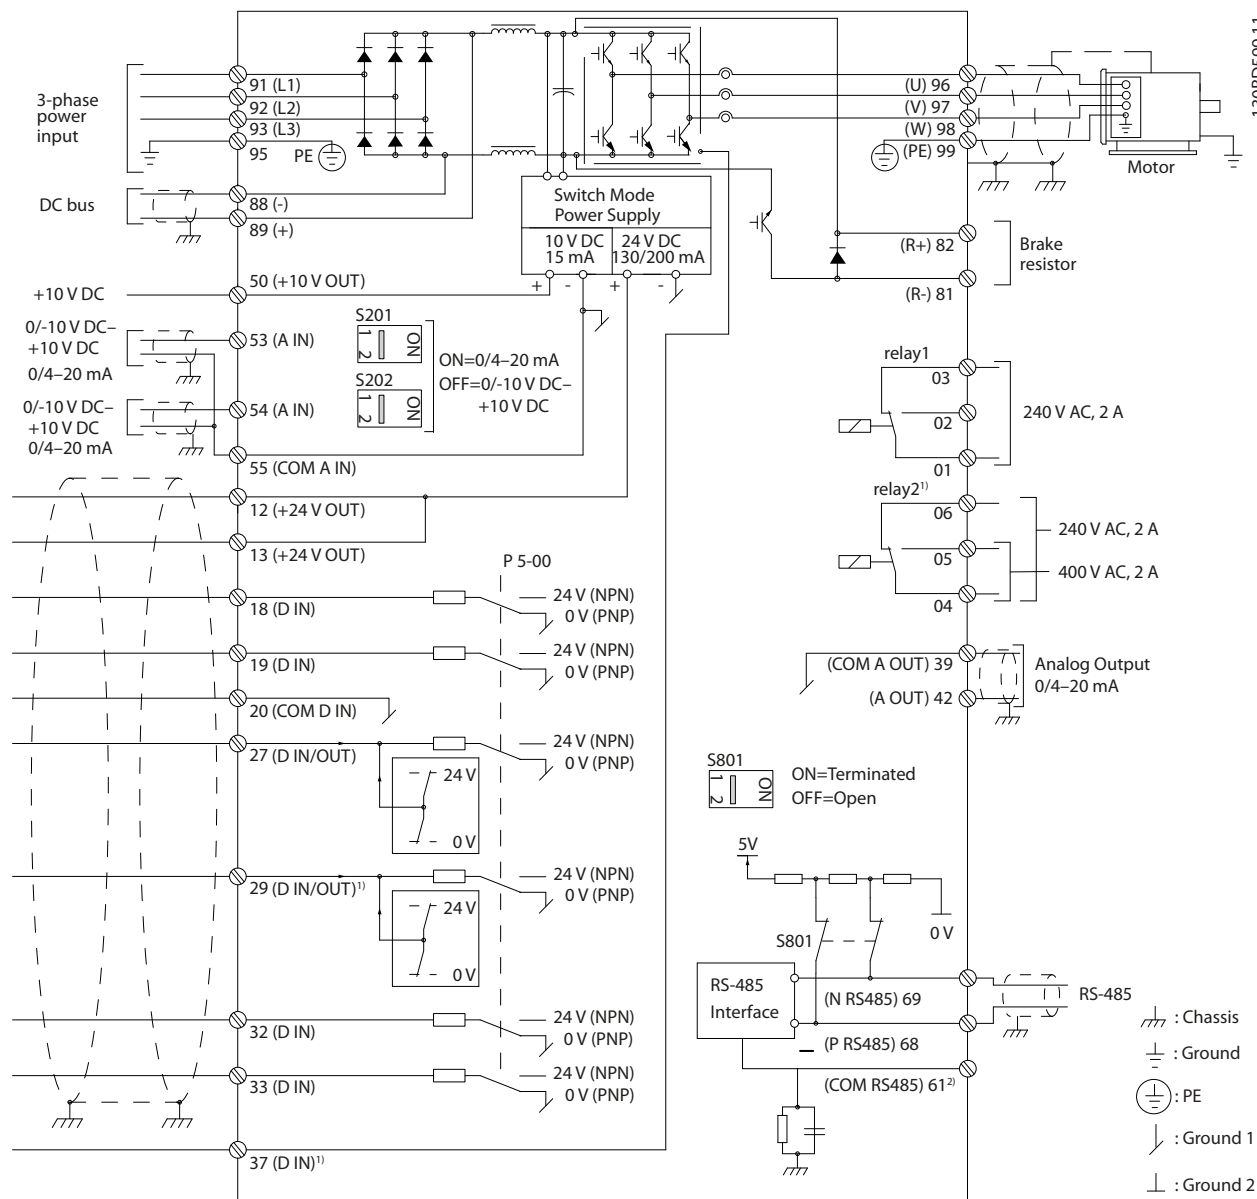 130BD599.11
3-phase
power
input
91 (L1)
92 (L2)
93 (L3)
95
PE
DC bus
88 (-)
89 (+)
Switch Mode
Power Supply
10 V DC
15 mA
24 V DC
130/200 mA
+ - + -
(U) 96
(V) 97
(W) 98
(PE) 99
Motor
(R+) 82
(R-) 81
Brake
resistor
+10 V DC
50 (+10 V OUT)
0/-10 V DC–
+10 V DC
0/4–20 mA
53 (A IN)
0/-10 V DC–
+10 V DC
0/4–20 mA
54 (A IN)
55 (COM A IN)
S201
1 2 ON
S202
1 2 ON
ON=0/4–20 mA
OFF=0/-10 V DC–
+10 V DC
relay1
03
02
01
240 V AC, 2 A
relay2¹⁾
06
05
04
240 V AC, 2 A
400 V AC, 2 A
12 (+24 V OUT)
13 (+24 V OUT)
P 5-00
18 (D IN)
24 V (NPN)
0 V (PNP)
19 (D IN)
24 V (NPN)
0 V (PNP)
20 (COM D IN)
27 (D IN/OUT)
24 V (NPN)
0 V (PNP)
24 V
0 V
29 (D IN/OUT)¹⁾
24 V (NPN)
0 V (PNP)
24 V
0 V
32 (D IN)
24 V (NPN)
0 V (PNP)
33 (D IN)
24 V (NPN)
0 V (PNP)
37 (D IN)¹⁾
(COM A OUT) 39
(A OUT) 42
Analog Output
0/4–20 mA
S801
1 2 ON
ON=Terminated
OFF=Open
5V
S801
0 V
RS-485
Interface
(N RS485) 69
(P RS485) 68
(COM RS485) 61²⁾
RS-485
: Chassis
: Ground
: PE
: Ground 1
: Ground 2